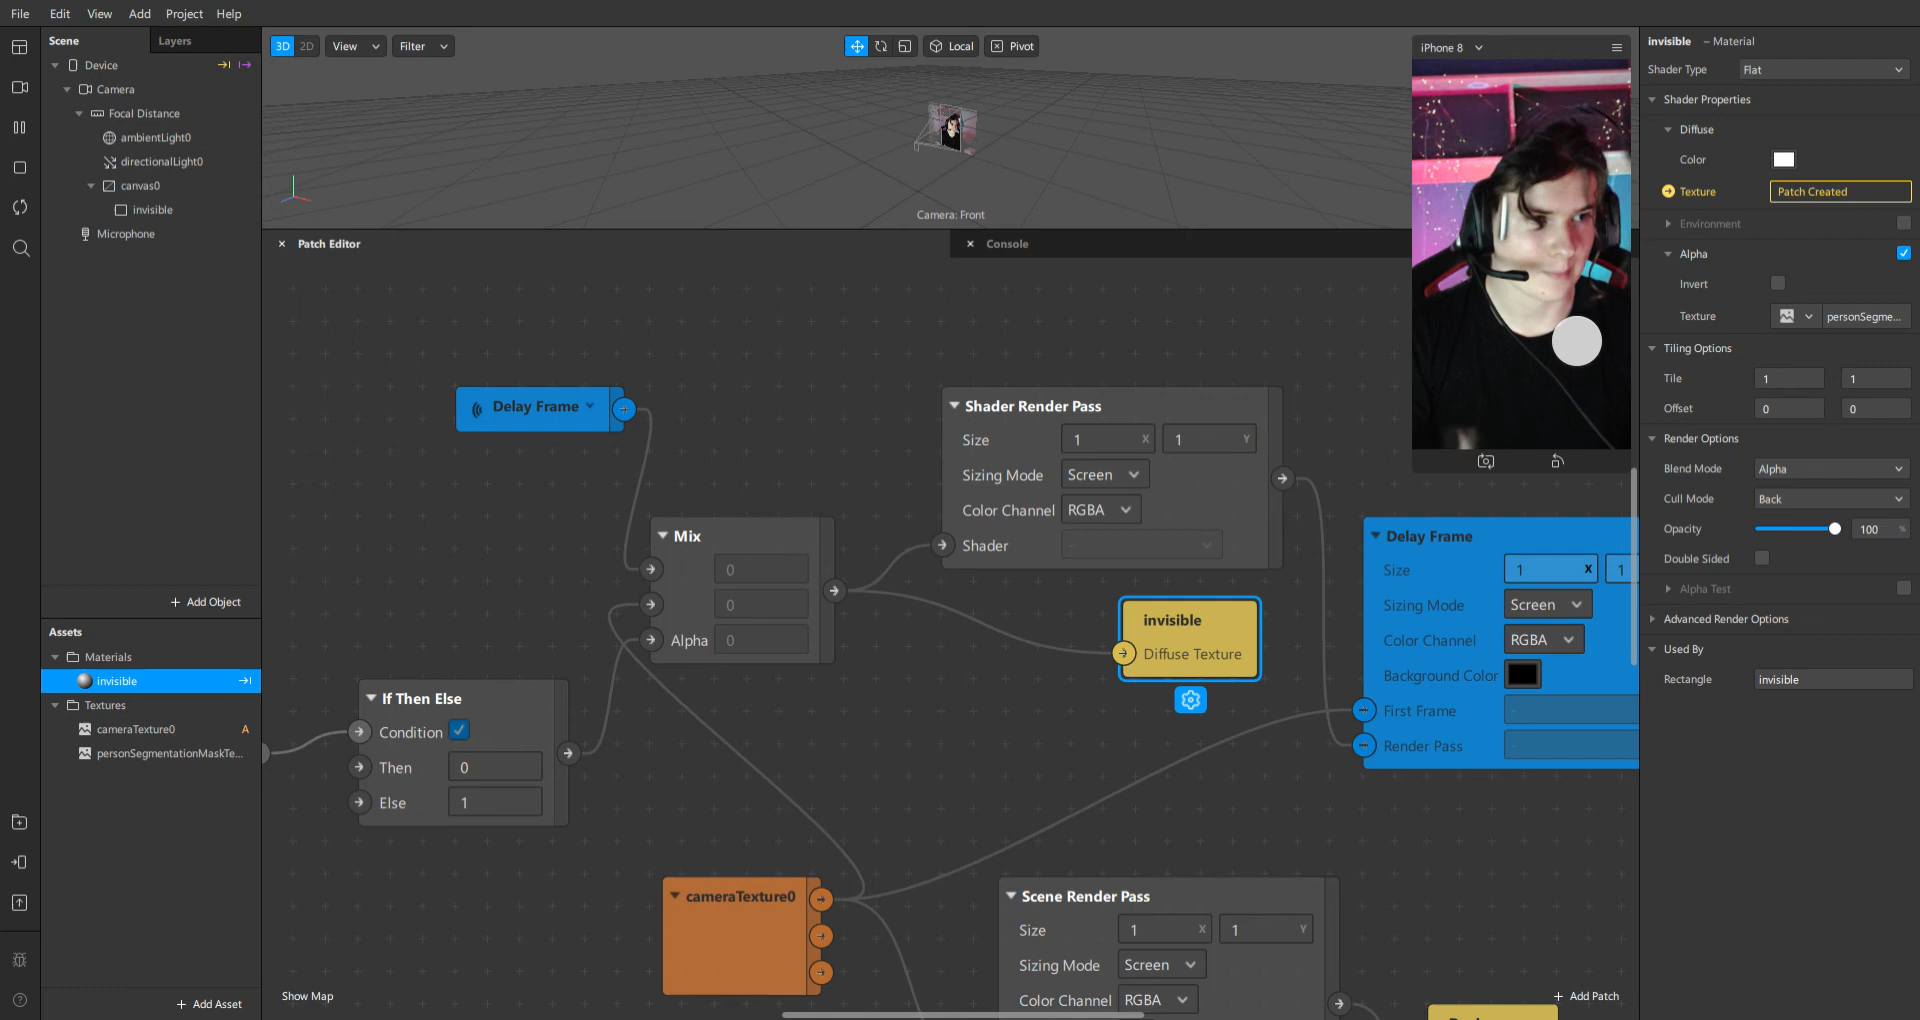 File Edit View Add Project Help
Scene Layers
Device
Camera
Focal Distance
ambientLight0
directionalLight0
canvas0
invisible
Microphone
+ Add Object
Assets
Materials
invisible
Textures
cameraTexture0 A
personSegmentationMaskTe...
+ Add Asset
3D 2D View Filter Local Pivot
Camera: Front
× Patch Editor
× Console
Delay Frame
Mix
0
0
Alpha 0
If Then Else
Condition
Then 0
Else 1
cameraTexture0
Show Map
Shader Render Pass
Size 1 X 1 Y
Sizing Mode Screen
Color Channel RGBA
Shader -
invisible
Diffuse Texture
Delay Frame
Size 1 X 1
Sizing Mode Screen
Color Channel RGBA
Background Color
First Frame -
Render Pass -
Scene Render Pass
Size 1 X 1 Y
Sizing Mode Screen
Color Channel RGBA
+ Add Patch
iPhone 8
invisible – Material
Shader Type Flat
Shader Properties
Diffuse
Color
Texture Patch Created
Environment
Alpha
Invert
Texture personSegme...
Tiling Options
Tile 1 1
Offset 0 0
Render Options
Blend Mode Alpha
Cull Mode Back
Opacity 100 %
Double Sided
Alpha Test
Advanced Render Options
Used By
Rectangle invisible